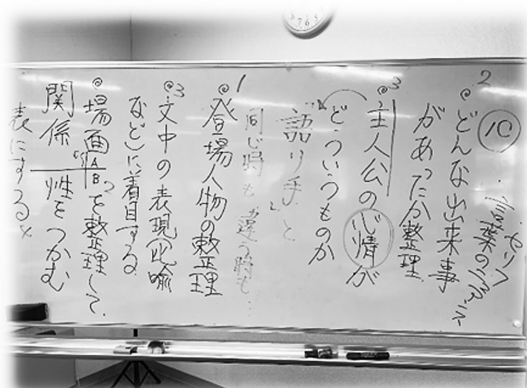 2
⑩
・言葉のニュアンス
セリフ
◎どんな出来事
があったか整理
3
◎主人公の心情が
どういうものか
語り手と
同じ時も違う時も…
1
◎登場人物の整理
3
◎文中の表現(比喩
など)に着目する
◎場面を整理して、
A
B
関係性をつかむ
表にする